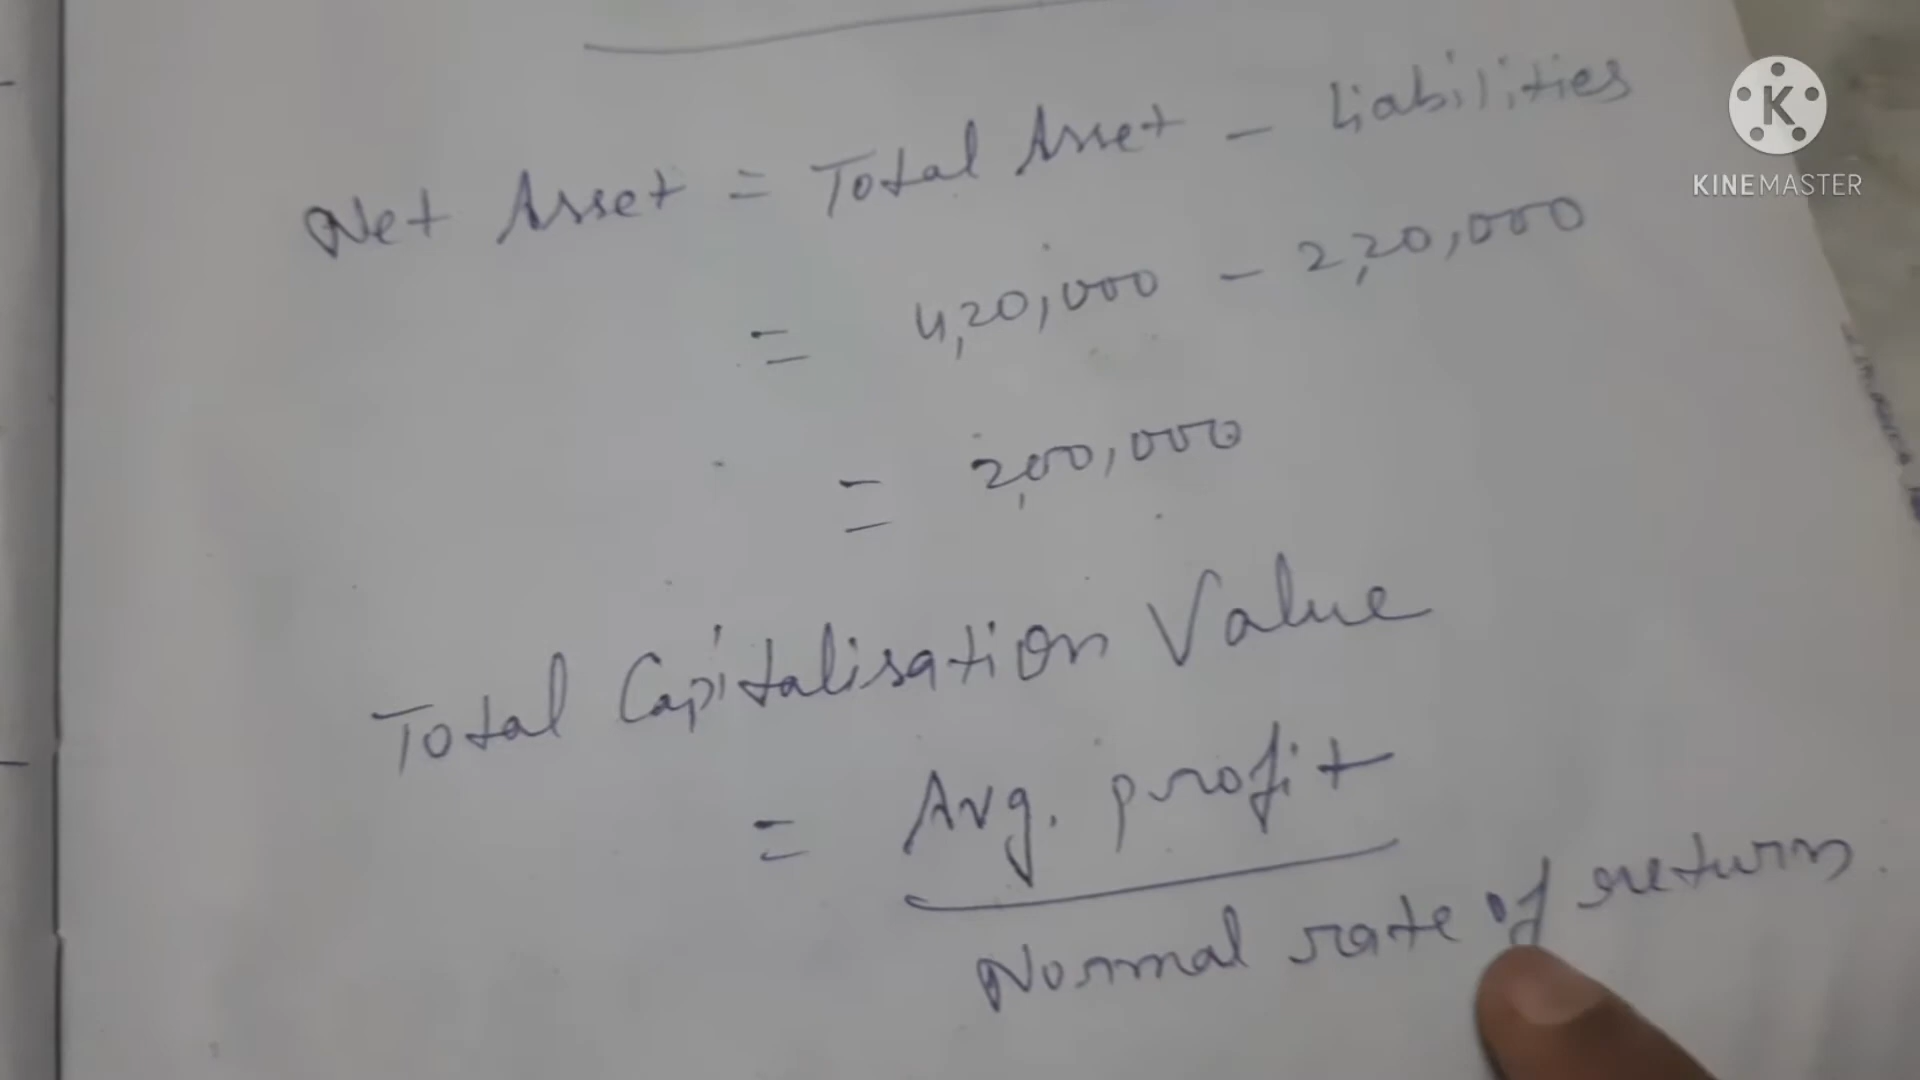 Net Asset = Total Asset - Liabilities
= 4,20,000 - 2,20,000
= 2,00,000
Total Capitalisation Value
= Avg. profit
Normal rate of return.
K
KINEMASTER